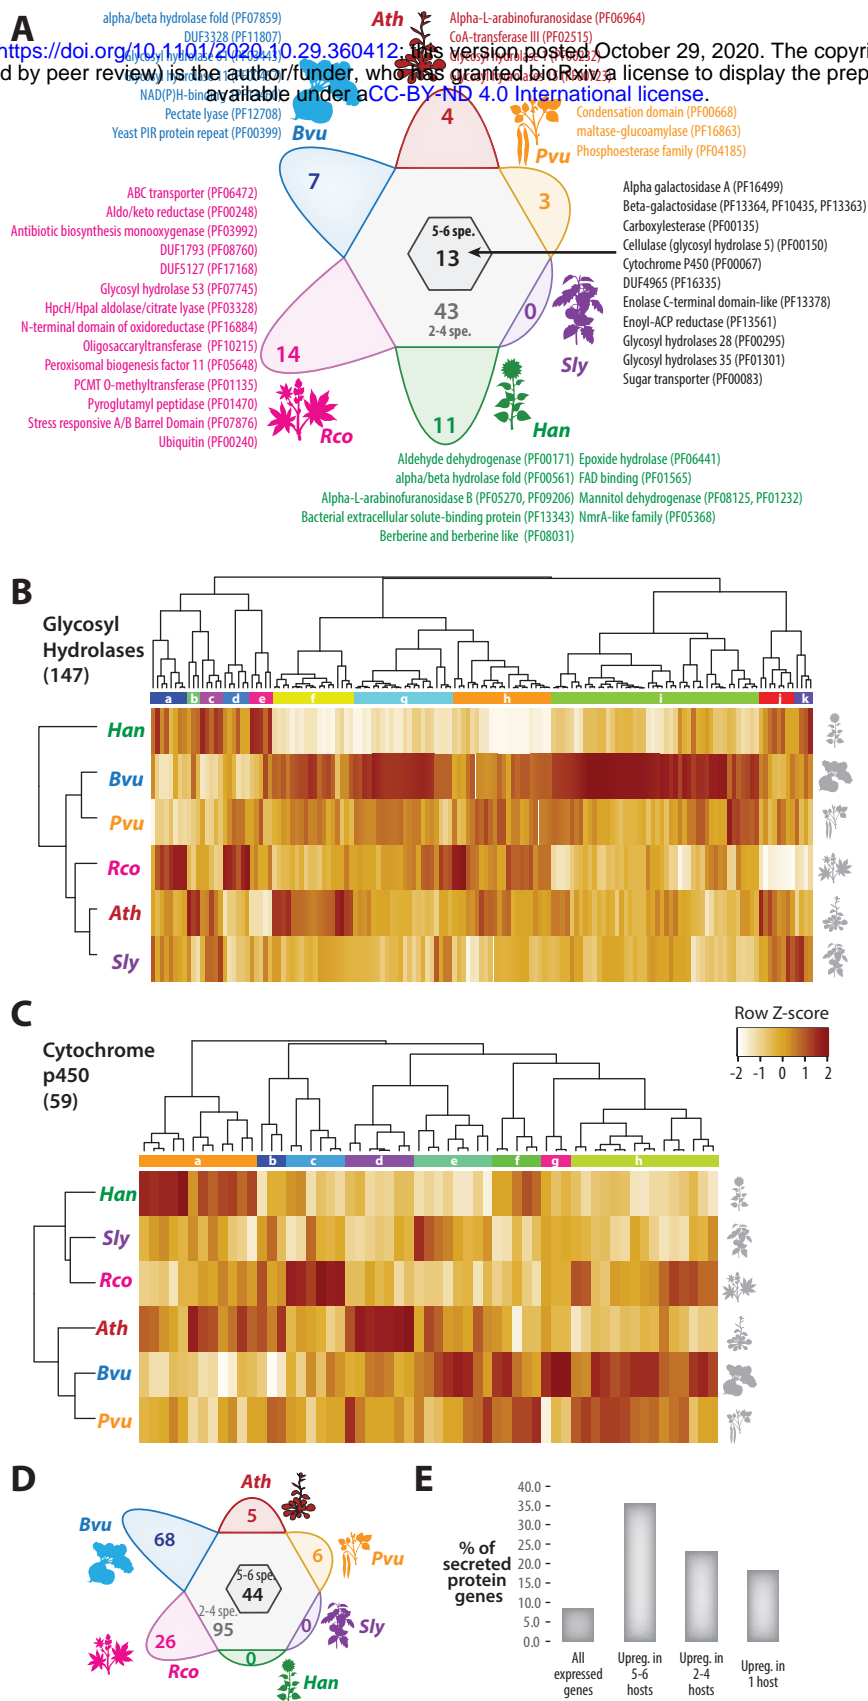 A
alpha/beta hydrolase fold (PF07859)
DUF3328 (PF11807)
NAD(P)H-binding
Pectate lyase (PF12708)
Yeast PIR protein repeat (PF00399)
Bvu
Ath
Alpha-L-arabinofuranosidase (PF06964)
CoA-transferase III (PF02515)
https://doi.org/10.1101/2020.10.29.360412; this version posted October 29, 2020. The copyri
d by peer review) is the author/funder, who has granted bioRxiv a license to display the prep
available under aCC-BY-ND 4.0 International license.
Pvu
Condensation domain (PF00668)
maltase-glucoamylase (PF16863)
Phosphoesterase family (PF04185)
4
7
3
5-6 spe.
13
43
2-4 spe.
0
14
11
ABC transporter (PF06472)
Aldo/keto reductase (PF00248)
Antibiotic biosynthesis monooxygenase (PF03992)
DUF1793 (PF08760)
DUF5127 (PF17168)
Glycosyl hydrolase 53 (PF07745)
HpcH/HpaI aldolase/citrate lyase (PF03328)
N-terminal domain of oxidoreductase (PF16884)
Oligosaccaryltransferase (PF10215)
Peroxisomal biogenesis factor 11 (PF05648)
PCMT O-methyltransferase (PF01135)
Pyroglutamyl peptidase (PF01470)
Stress responsive A/B Barrel Domain (PF07876)
Ubiquitin (PF00240)
Rco
Alpha galactosidase A (PF16499)
Beta-galactosidase (PF13364, PF10435, PF13363)
Carboxylesterase (PF00135)
Cellulase (glycosyl hydrolase 5) (PF00150)
Cytochrome P450 (PF00067)
DUF4965 (PF16335)
Enolase C-terminal domain-like (PF13378)
Enoyl-ACP reductase (PF13561)
Glycosyl hydrolases 28 (PF00295)
Glycosyl hydrolases 35 (PF01301)
Sugar transporter (PF00083)
Sly
Han
Aldehyde dehydrogenase (PF00171) Epoxide hydrolase (PF06441)
alpha/beta hydrolase fold (PF00561) FAD binding (PF01565)
Alpha-L-arabinofuranosidase B (PF05270, PF09206) Mannitol dehydrogenase (PF08125, PF01232)
Bacterial extracellular solute-binding protein (PF13343) NmrA-like family (PF05368)
Berberine and berberine like (PF08031)
B
Glycosyl
Hydrolases
(147)
a b c d e f g h i j k
Han
Bvu
Pvu
Rco
Ath
Sly
C
Cytochrome
p450
(59)
Row Z-score
-2 -1 0 1 2
a b c d e f g h
Han
Sly
Rco
Ath
Bvu
Pvu
D
Ath
Bvu
5
68
6
Pvu
5-6 spe.
44
2-4 spe.
95
0
Sly
26
Rco
0
Han
E
% of
secreted
protein
genes
40.0
35.0
30.0
25.0
20.0
15.0
10.0
5.0
0.0
All
expressed
genes
Upreg. in
5-6
hosts
Upreg. in
2-4
hosts
Upreg. in
1 host